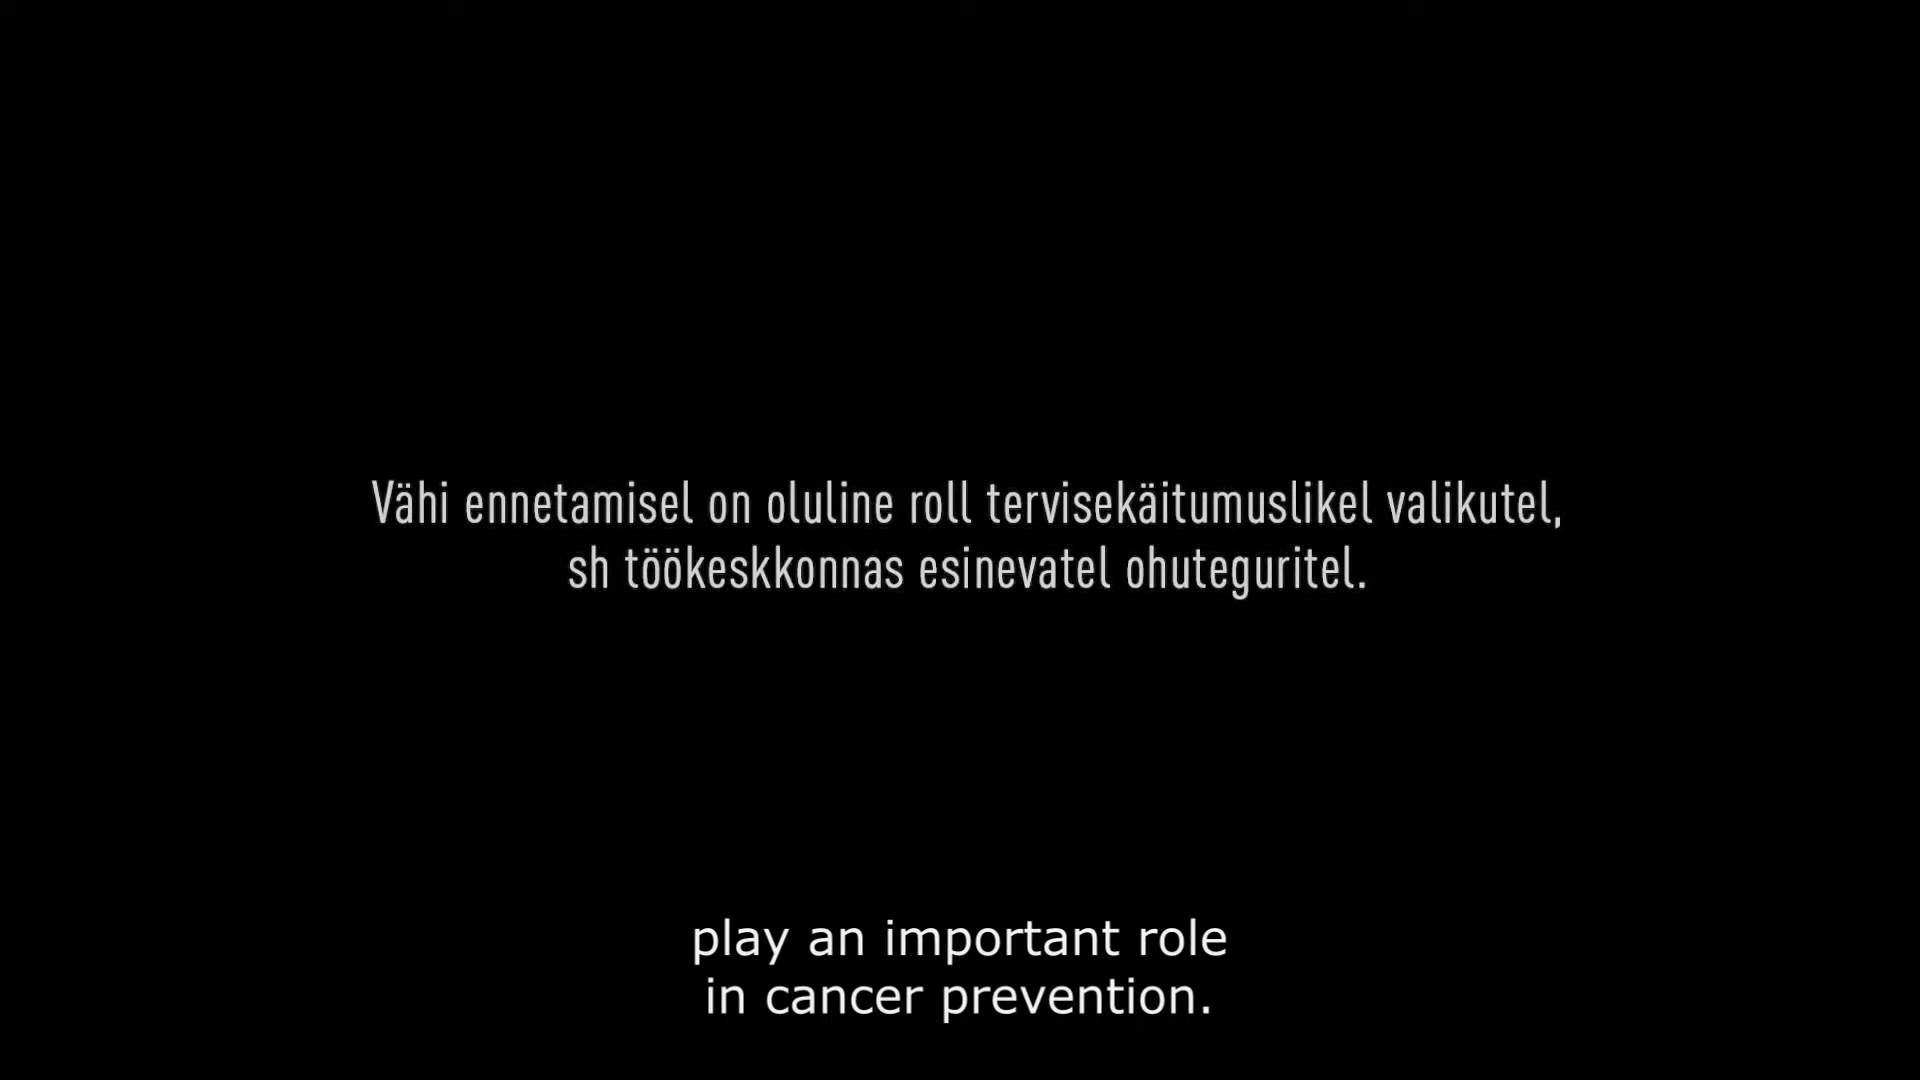 Vähi ennetamisel on oluline roll tervisekäitumuslikel valikutel,
sh töökeskkonnas esinevatel ohuteguritel.
play an important role
in cancer prevention.